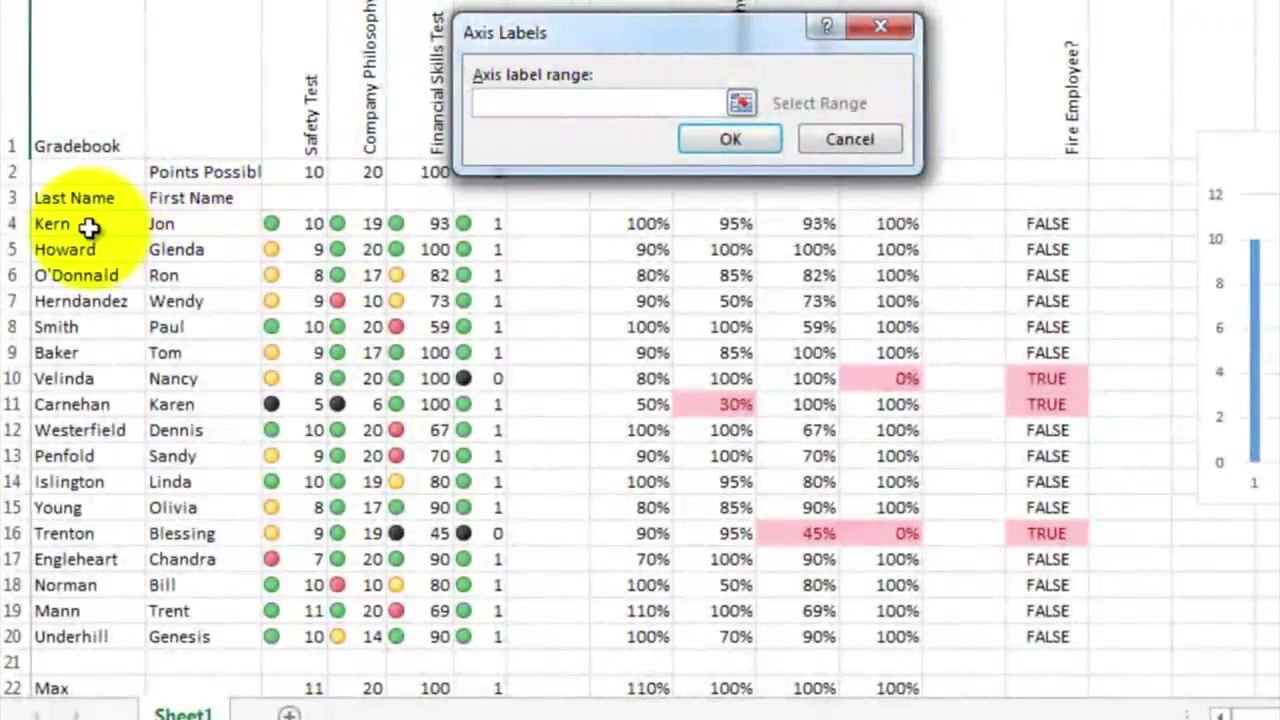 Axis Labels
Axis label range:
Select Range
OK Cancel
Safety Test
Company Philosophy
Financial Skills Test
Fire Employee?
1 Gradebook
2 Points Possibl 10 20 100
3 Last Name First Name
4 Kern Jon 10 19 93 1 100% 95% 93% 100% FALSE
5 Howard Glenda 9 20 100 1 90% 100% 100% 100% FALSE
6 O'Donnald Ron 8 17 82 1 80% 85% 82% 100% FALSE
7 Herndandez Wendy 9 10 73 1 90% 50% 73% 100% FALSE
8 Smith Paul 10 20 59 1 100% 100% 59% 100% FALSE
9 Baker Tom 9 17 100 1 90% 85% 100% 100% FALSE
10 Velinda Nancy 8 20 100 0 80% 100% 100% 0% TRUE
11 Carnehan Karen 5 6 100 1 50% 30% 100% 100% TRUE
12 Westerfield Dennis 10 20 67 1 100% 100% 67% 100% FALSE
13 Penfold Sandy 9 20 70 1 90% 100% 70% 100% FALSE
14 Islington Linda 10 19 80 1 100% 95% 80% 100% FALSE
15 Young Olivia 8 17 90 1 80% 85% 90% 100% FALSE
16 Trenton Blessing 9 19 45 0 90% 95% 45% 0% TRUE
17 Engleheart Chandra 7 20 90 1 70% 100% 90% 100% FALSE
18 Norman Bill 10 10 80 1 100% 50% 80% 100% FALSE
19 Mann Trent 11 20 69 1 110% 100% 69% 100% FALSE
20 Underhill Genesis 10 14 90 1 100% 70% 90% 100% FALSE
21
22 Max 11 20 100 1 110% 100% 100% 100%
12
10
8
6
4
2
0
1
Sheet1